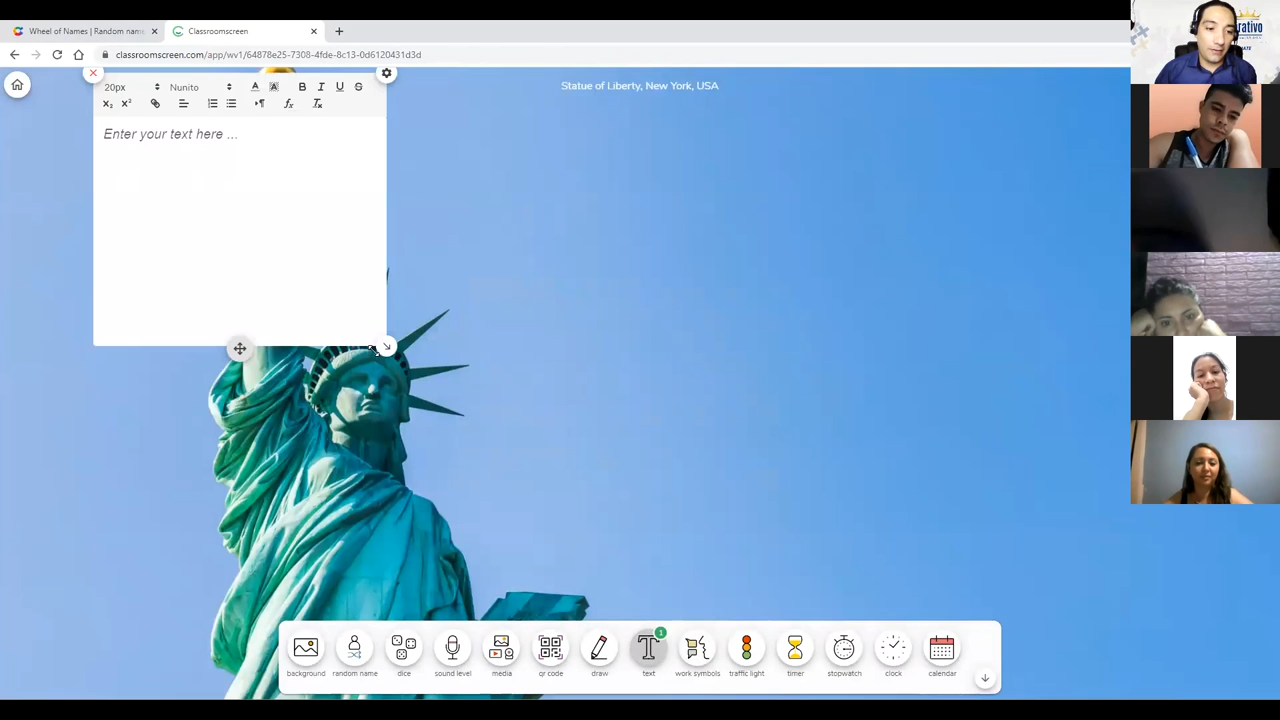 Wheel of Names | Random nam
Classroomscreen
classroomscreen.com/app/wv1/64878e25-7308-4fde-8c13-0d6120431d3d
rativo
Statue of Liberty, New York, USA
20px
Nunito
Enter your text here ...
1
background
random name
dice
sound level
media
qr code
draw
text
work symbols
traffic light
timer
stopwatch
clock
calendar